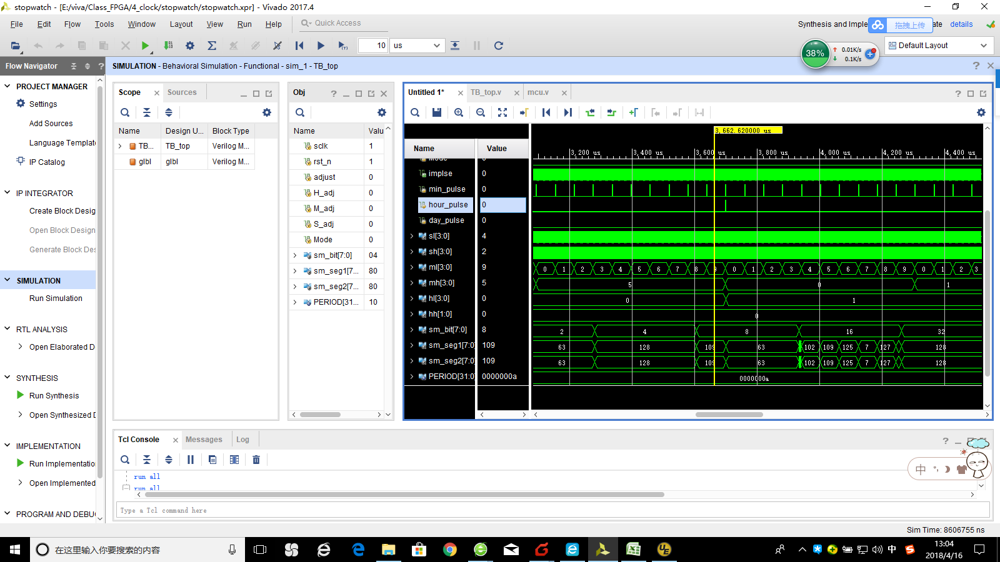 stopwatch - [E:/viva/Class_FPGA/4_clock/stopwatch/stopwatch.xpr] - Vivado 2017.4
File Edit Flow Tools Window Layout View Run Help Quick Access
Synthesis and Imple ate details
拖拽上传
10 us
Default Layout
38% 0.01K/s
0.1K/s
Flow Navigator
SIMULATION - Behavioral Simulation - Functional - sim_1 - TB_top
PROJECT MANAGER
Settings
Add Sources
Language Templat
IP Catalog
IP INTEGRATOR
Create Block Desig
Open Block Design
Generate Block Des
SIMULATION
Run Simulation
RTL ANALYSIS
Open Elaborated D
SYNTHESIS
Run Synthesis
Open Synthesized D
IMPLEMENTATION
Run Implementatio
Open Implemented
PROGRAM AND DEBU
Scope Sources
Name Design U... Block Type
TB... TB_top Verilog M...
glbl glbl Verilog M...
Obj
Name Valu
sclk 1
rst_n 1
adjust 0
H_adj 0
M_adj 0
S_adj 0
Mode 0
sm_bit[7:0] 04
sm_seg1[7... 80
sm_seg2[7... 80
PERIOD[31... 10
Untitled 1* TB_top.v mcu.v
3,662.620000 us
3,200 us 3,400 us 3,600 us 3,800 us 4,000 us 4,200 us 4,400
Name Value
Mode 0
implse 0
min_pulse 0
hour_pulse 0
day_pulse 0
sl[3:0] 4
sh[3:0] 2
ml[3:0] 9 0 1 2 3 4 5 6 7 8 9 0 1 2 3 4 5 6 7 8 9 0 1 2 3
mh[3:0] 5 5 0 1
hl[3:0] 0 0 1
hh[1:0] 0 0
sm_bit[7:0] 8 2 4 8 16 32
sm_seg1[7:0 109 63 128 109 63 102 109 125 7 127 128
sm_seg2[7:0 109 63 128 109 63 102 109 125 7 127 128
PERIOD[31:0 0000000a 0000000a
Tcl Console Messages Log
run all
run all
Type a Tcl command here
中
Sim Time: 8606755 ns
在这里输入你要搜索的内容
中
13:04
2018/4/16